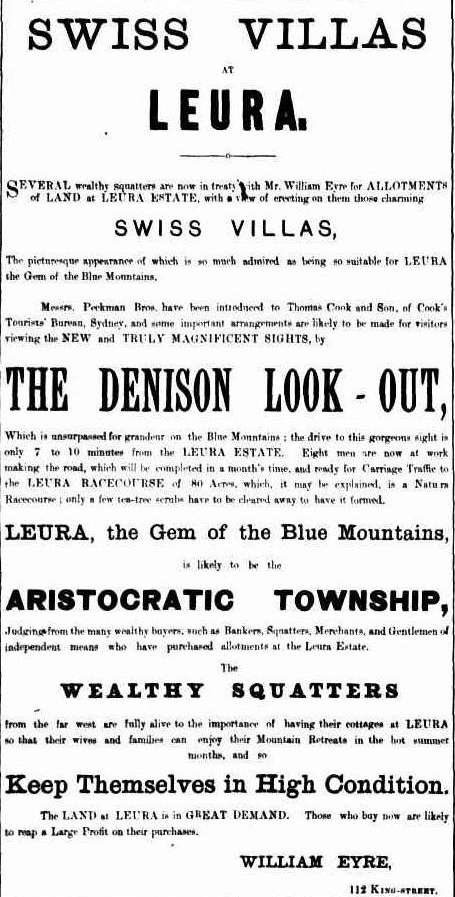 SWISS VILLAS
AT
LEURA.
SEVERAL wealthy squatters are now in treaty with Mr. William Eyre for ALLOTMENTS
of LAND at LEURA ESTATE, with a view of erecting on them those charming
SWISS VILLAS,
The picturesque appearance of which is so much admired as being so suitable for LEURA
the Gem of the Blue Mountains.
Messrs. Peckman Bros. have been introduced to Thomas Cook and Son, of Cook's
Tourists' Bureau, Sydney, and some important arrangements are likely to be made for visitors
viewing the NEW and TRULY MAGNIFICENT SIGHTS, by
THE DENISON LOOK-OUT,
Which is unsurpassed for grandeur on the Blue Mountains ; the drive to this gorgeous sight is
only 7 to 10 minutes from the LEURA ESTATE. Eight men are now at work
making the road, which will be completed in a month's time, and ready for Carriage Traffic to
the LEURA RACECOURSE of 80 Acres, which, it may be explained, is a Natura
Racecourse ; only a few tea-tree scrubs have to be cleared away to have it formed.
LEURA, the Gem of the Blue Mountains,
is likely to be the
ARISTOCRATIC TOWNSHIP,
Judging from the many wealthy buyers, such as Bankers, Squatters, Merchants, and Gentlemen of
independent means who have purchased allotments at the Leura Estate.
The
WEALTHY SQUATTERS
from the far west are fully alive to the importance of having their cottages at LEURA
so that their wives and families can enjoy their Mountain Retreats in the hot summer
months, and so
Keep Themselves in High Condition.
The LAND at LEURA is in GREAT DEMAND. Those who buy now are likely
to reap a Large Profit on their purchases.
WILLIAM EYRE,
112 KING-STREET.